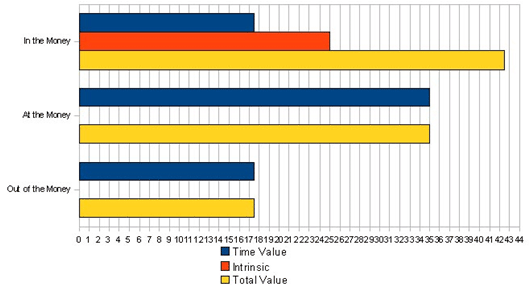 In the Money
At the Money
Out of the Money
0 1 2 3 4 5 6 7 8 9 10 11 12 13 14 15 16 17 18 19 20 21 22 23 24 25 26 27 28 29 30 31 32 33 34 35 36 37 38 39 40 41 42 43 44
Time Value
Intrinsic
Total Value